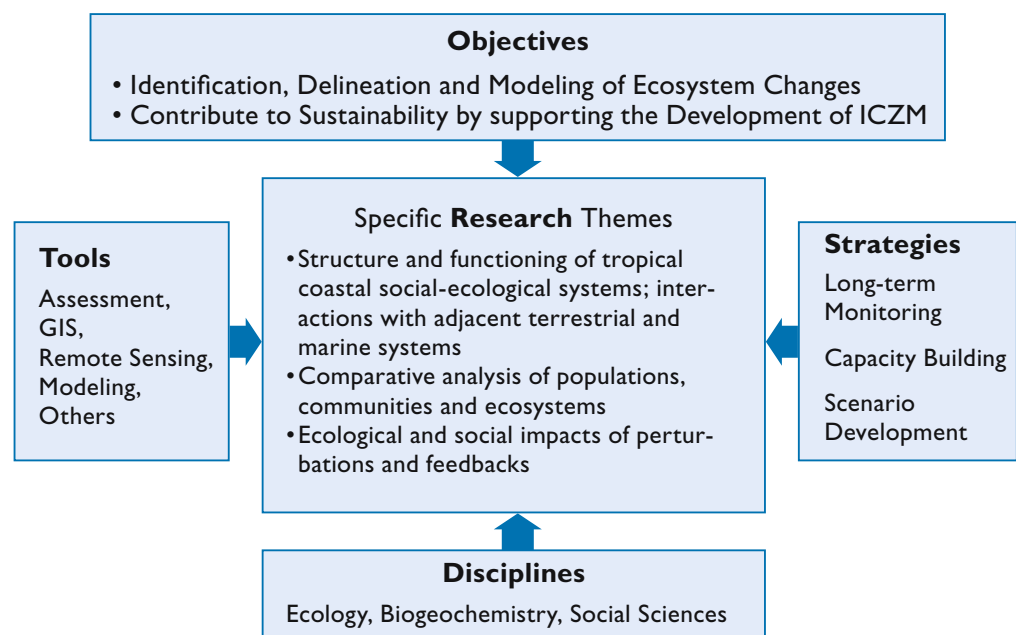 Objectives
• Identification, Delineation and Modeling of Ecosystem Changes
• Contribute to Sustainability by supporting the Development of ICZM
Specific Research Themes
• Structure and functioning of tropical
coastal social-ecological systems; inter-
actions with adjacent terrestrial and
marine systems
• Comparative analysis of populations,
communities and ecosystems
• Ecological and social impacts of pertur-
bations and feedbacks
Tools
Assessment,
GIS,
Remote Sensing,
Modeling,
Others
Strategies
Long-term
Monitoring
Capacity Building
Scenario
Development
Disciplines
Ecology, Biogeochemistry, Social Sciences